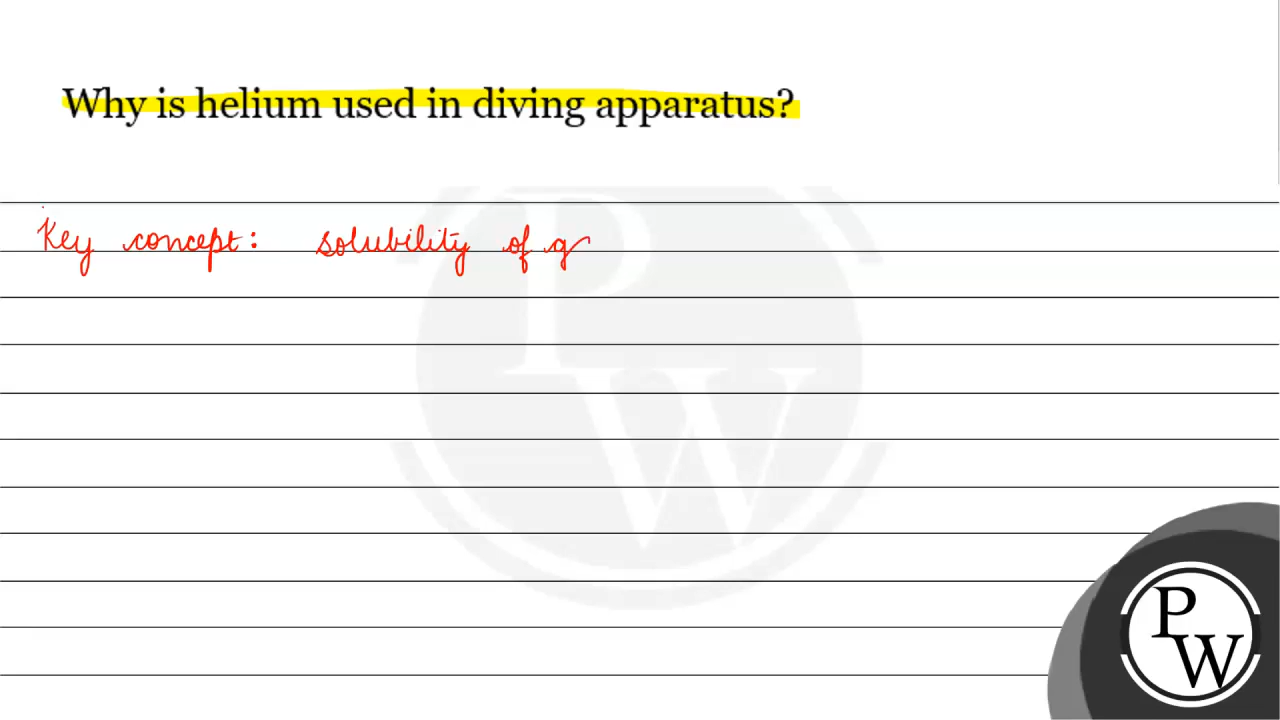 Why is helium used in diving apparatus?
Key concept: solubility of g
P
W
P
W